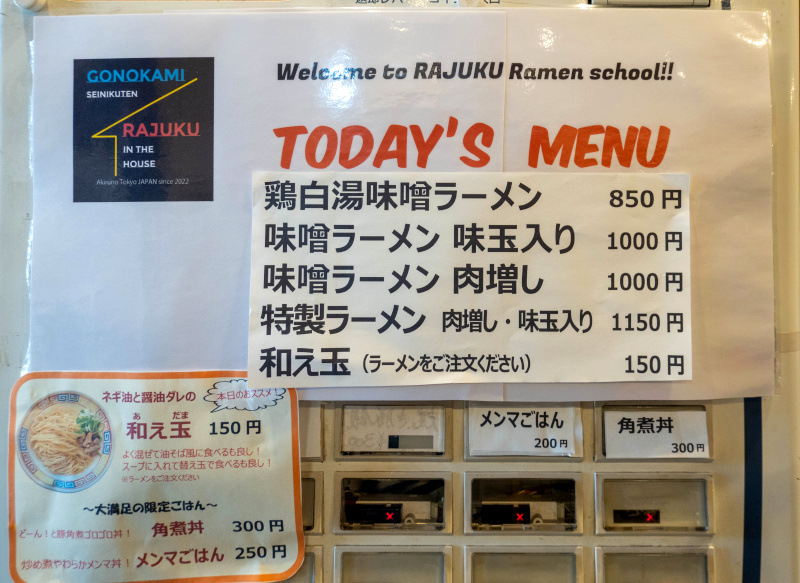 GONOKAMI
SEINIKUTEN
RAJUKU
IN THE
HOUSE
Akiruno Tokyo JAPAN since 2022
Welcome to RAJUKU Ramen school!!
TODAY'S MENU
鶏白湯味噌ラーメン 850円
味噌ラーメン 味玉入り 1000円
味噌ラーメン 肉増し 1000円
特製ラーメン 肉増し・味玉入り 1150円
和え玉 (ラーメンをご注文ください) 150円
ネギ油と醤油ダレの
本日のおススメ!
あ だま
和え玉 150円
よく混ぜて油そば風に食べるも良し!
スープに入れて替え玉で食べるも良し!
※ラーメンをご注文ください
～大満足の限定ごはん～
どーん!と豚角煮ゴロゴロ丼! 角煮丼 300円
炒め煮やわらかメンマ丼! メンマごはん 250円
メンマごはん
200円
角煮丼
300円